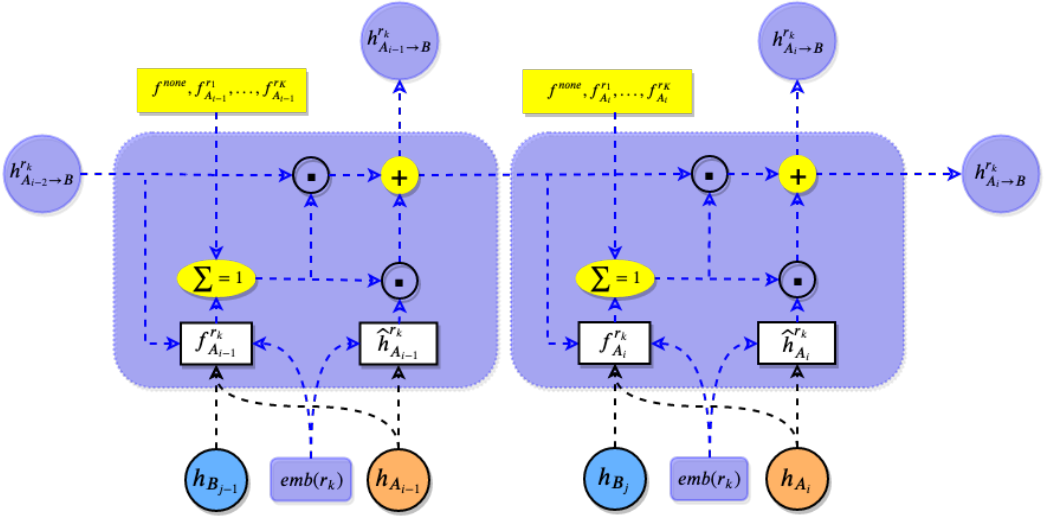 h^{r_k}_{A_{i-1}→B}
h^{r_k}_{A_i→B}
f^{none}, f^{r_1}_{A_{i-1}}, ..., f^{r_K}_{A_{i-1}}
f^{none}, f^{r_1}_{A_i}, ..., f^{r_K}_{A_i}
h^{r_k}_{A_{i-2}→B}
+
+
h^{r_k}_{A_i→B}
∑ = 1
∑ = 1
f^{r_k}_{A_{i-1}}
ĥ^{r_k}_{A_{i-1}}
f^{r_k}_{A_i}
ĥ^{r_k}_{A_i}
h_{B_{j-1}}
emb(r_k)
h_{A_{i-1}}
h_{B_j}
emb(r_k)
h_{A_i}